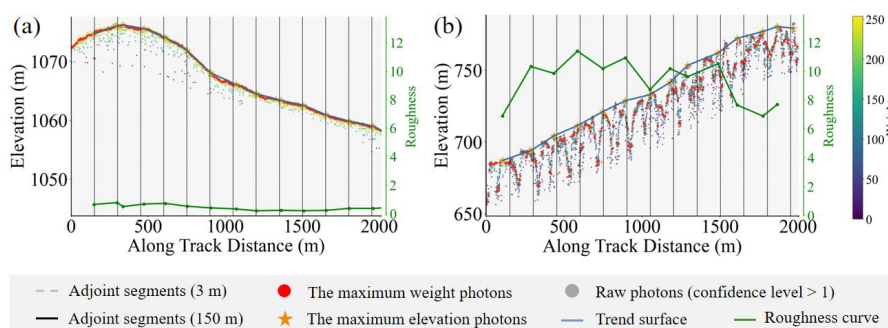 (a)
Elevation (m)
1070
1060
1050
0
500
1000
1500
2000
Along Track Distance (m)
12
10
8
6
4
2
0
Roughness
(b)
Elevation (m)
750
700
650
0
500
1000
1500
2000
Along Track Distance (m)
12
10
8
6
4
2
0
Roughness
250
200
150
100
50
0
Adjoint segments (3 m)
The maximum weight photons
Raw photons (confidence level > 1)
Adjoint segments (150 m)
The maximum elevation photons
Trend surface
Roughness curve